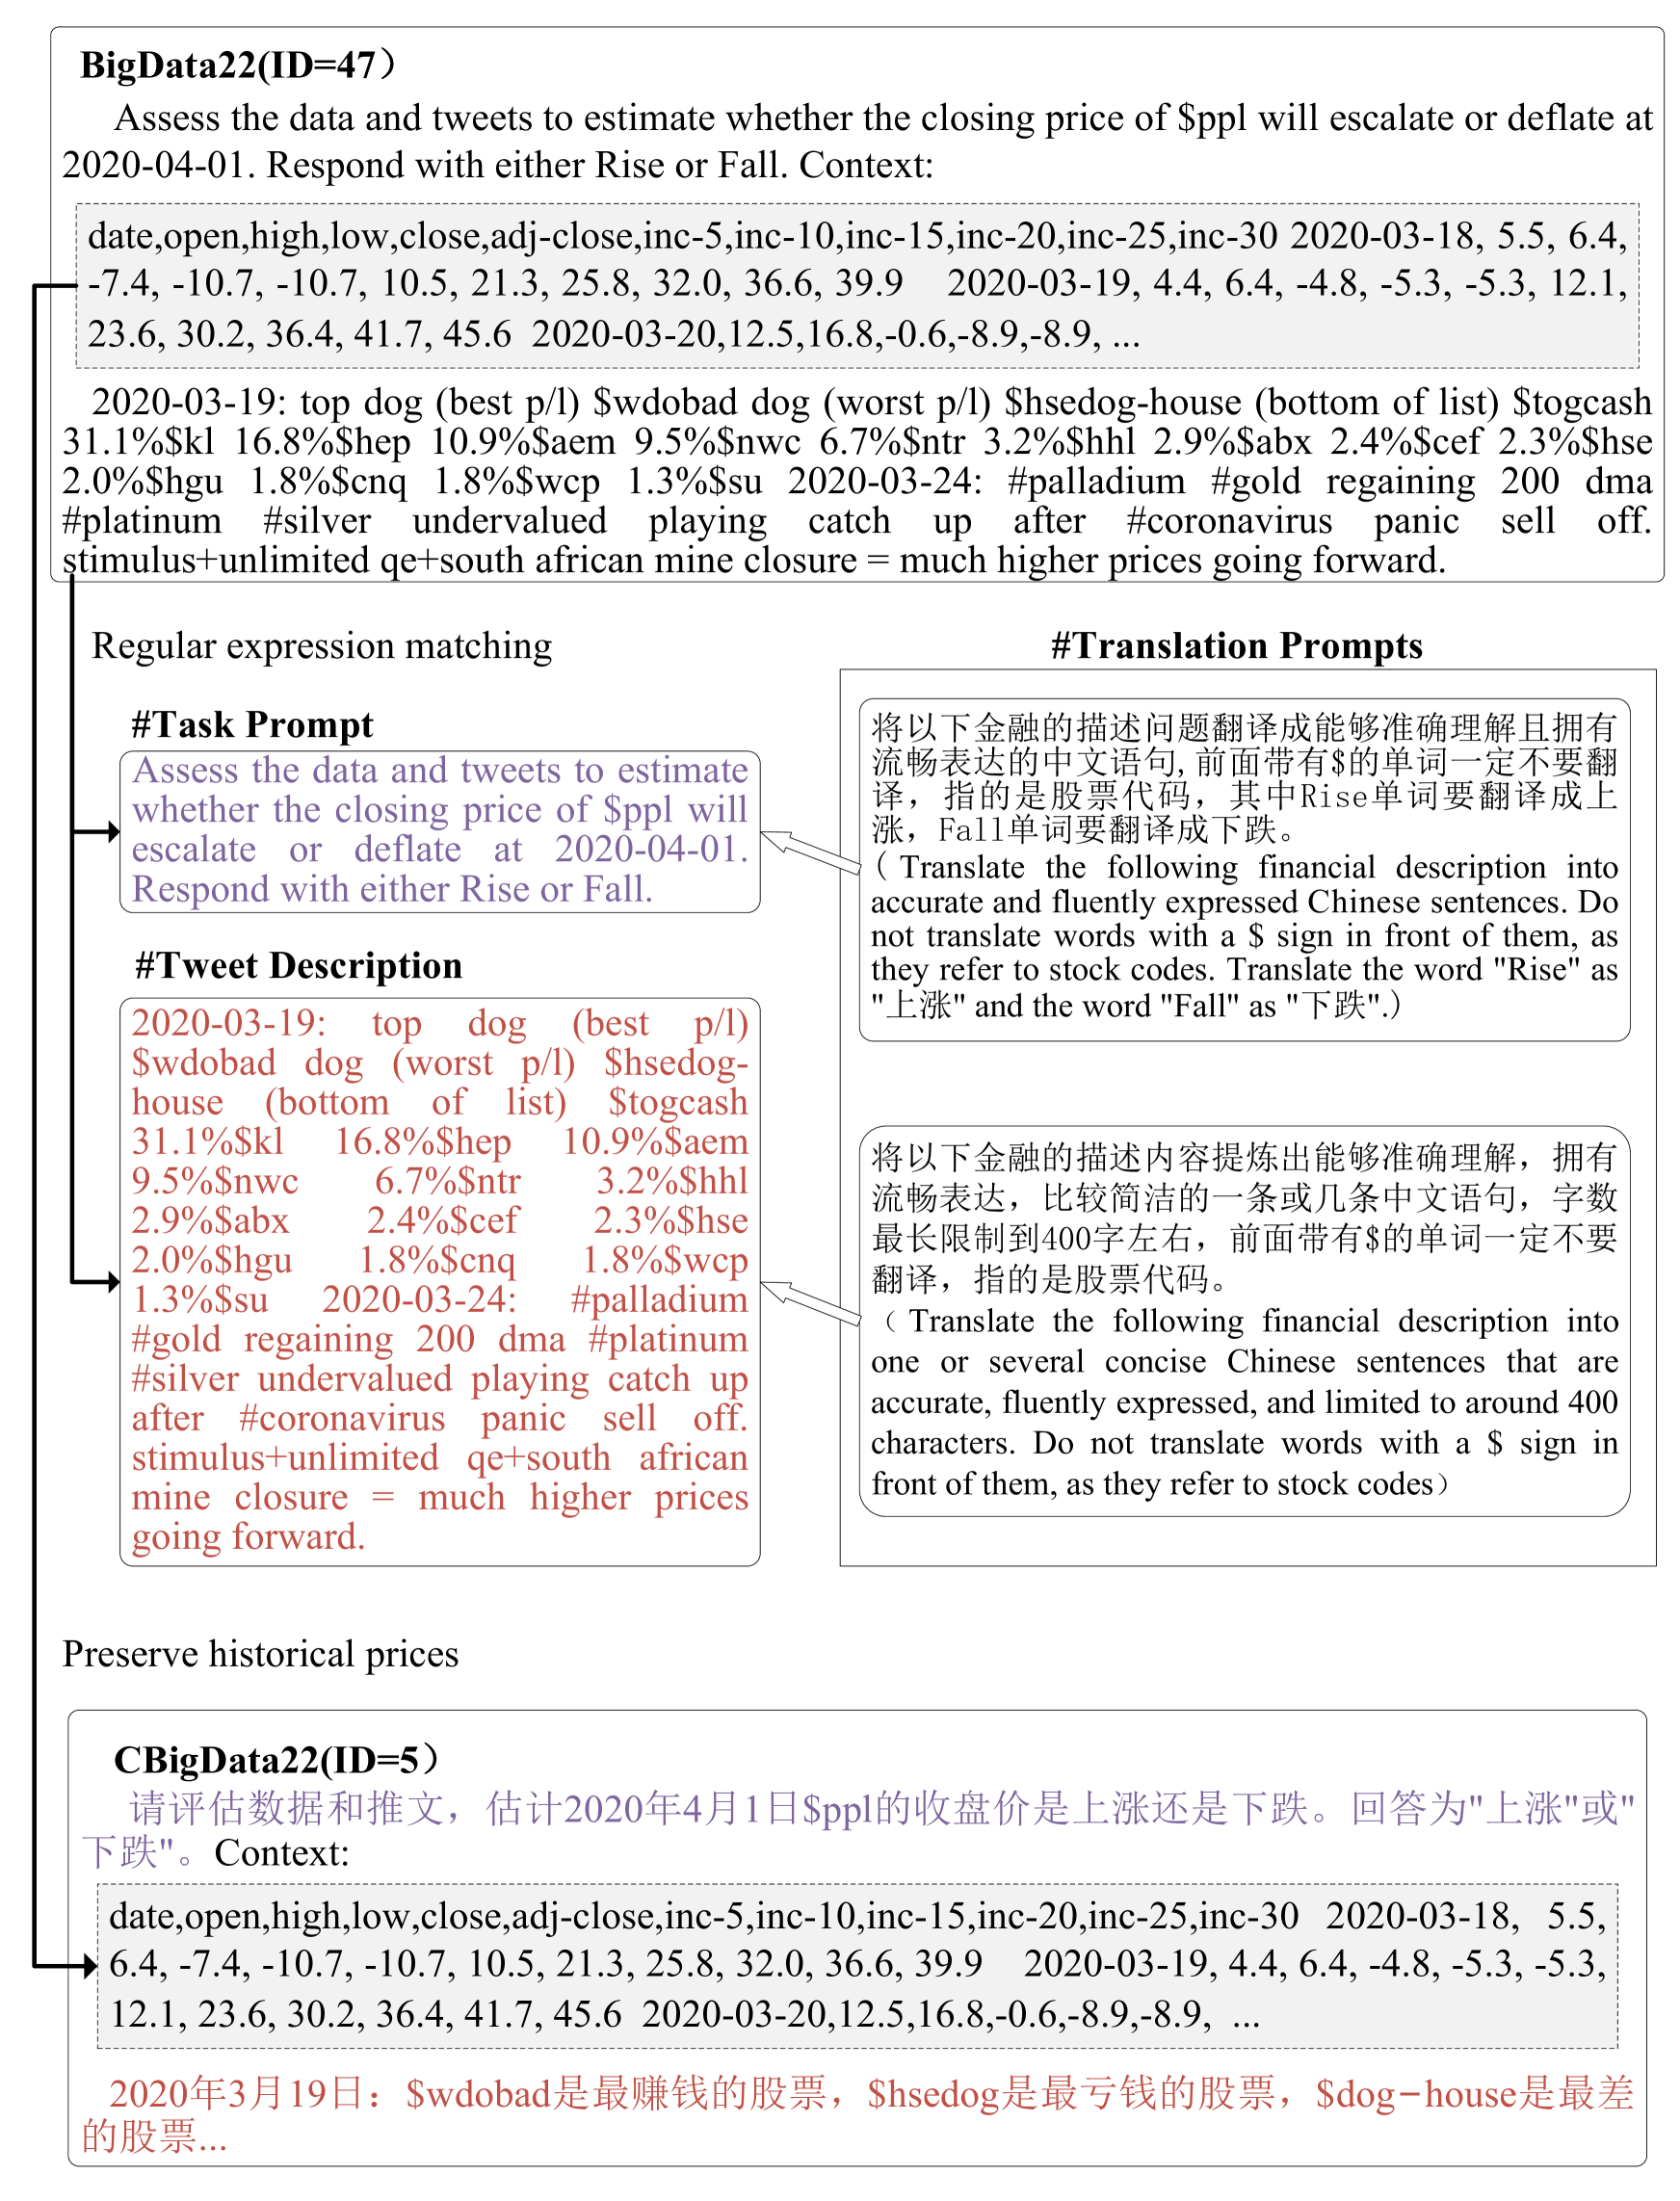 BigData22(ID=47）
Assess the data and tweets to estimate whether the closing price of $ppl will escalate or deflate at
2020-04-01. Respond with either Rise or Fall. Context:
date,open,high,low,close,adj-close,inc-5,inc-10,inc-15,inc-20,inc-25,inc-30 2020-03-18, 5.5, 6.4,
-7.4, -10.7, -10.7, 10.5, 21.3, 25.8, 32.0, 36.6, 39.9 2020-03-19, 4.4, 6.4, -4.8, -5.3, -5.3, 12.1,
23.6, 30.2, 36.4, 41.7, 45.6 2020-03-20,12.5,16.8,-0.6,-8.9,-8.9, ...
2020-03-19: top dog (best p/l) $wdobad dog (worst p/l) $hsedog-house (bottom of list) $togcash
31.1%$kl 16.8%$hep 10.9%$aem 9.5%$nwc 6.7%$ntr 3.2%$hhl 2.9%$abx 2.4%$cef 2.3%$hse
2.0%$hgu 1.8%$cnq 1.8%$wcp 1.3%$su 2020-03-24: #palladium #gold regaining 200 dma
#platinum #silver undervalued playing catch up after #coronavirus panic sell off.
stimulus+unlimited qe+south african mine closure = much higher prices going forward.
Regular expression matching
#Task Prompt
Assess the data and tweets to estimate
whether the closing price of $ppl will
escalate or deflate at 2020-04-01.
Respond with either Rise or Fall.
#Tweet Description
2020-03-19: top dog (best p/l)
$wdobad dog (worst p/l) $hsedog-
house (bottom of list) $togcash
31.1%$kl 16.8%$hep 10.9%$aem
9.5%$nwc 6.7%$ntr 3.2%$hhl
2.9%$abx 2.4%$cef 2.3%$hse
2.0%$hgu 1.8%$cnq 1.8%$wcp
1.3%$su 2020-03-24: #palladium
#gold regaining 200 dma #platinum
#silver undervalued playing catch up
after #coronavirus panic sell off.
stimulus+unlimited qe+south african
mine closure = much higher prices
going forward.
#Translation Prompts
将以下金融的描述问题翻译成能够准确理解且拥有
流畅表达的中文语句,前面带有$的单词一定不要翻
译，指的是股票代码，其中Rise单词要翻译成上
涨，Fall单词要翻译成下跌。
（Translate the following financial description into
accurate and fluently expressed Chinese sentences. Do
not translate words with a $ sign in front of them, as
they refer to stock codes. Translate the word "Rise" as
"上涨" and the word "Fall" as "下跌".）
将以下金融的描述内容提炼出能够准确理解，拥有
流畅表达，比较简洁的一条或几条中文语句，字数
最长限制到400字左右，前面带有$的单词一定不要
翻译，指的是股票代码。
（Translate the following financial description into
one or several concise Chinese sentences that are
accurate, fluently expressed, and limited to around 400
characters. Do not translate words with a $ sign in
front of them, as they refer to stock codes）
Preserve historical prices
CBigData22(ID=5）
请评估数据和推文，估计2020年4月1日$ppl的收盘价是上涨还是下跌。回答为"上涨"或"
下跌"。Context:
date,open,high,low,close,adj-close,inc-5,inc-10,inc-15,inc-20,inc-25,inc-30 2020-03-18, 5.5,
6.4, -7.4, -10.7, -10.7, 10.5, 21.3, 25.8, 32.0, 36.6, 39.9 2020-03-19, 4.4, 6.4, -4.8, -5.3, -5.3,
12.1, 23.6, 30.2, 36.4, 41.7, 45.6 2020-03-20,12.5,16.8,-0.6,-8.9,-8.9, ...
2020年3月19日：$wdobad是最赚钱的股票，$hsedog是最亏钱的股票，$dog-house是最差
的股票...